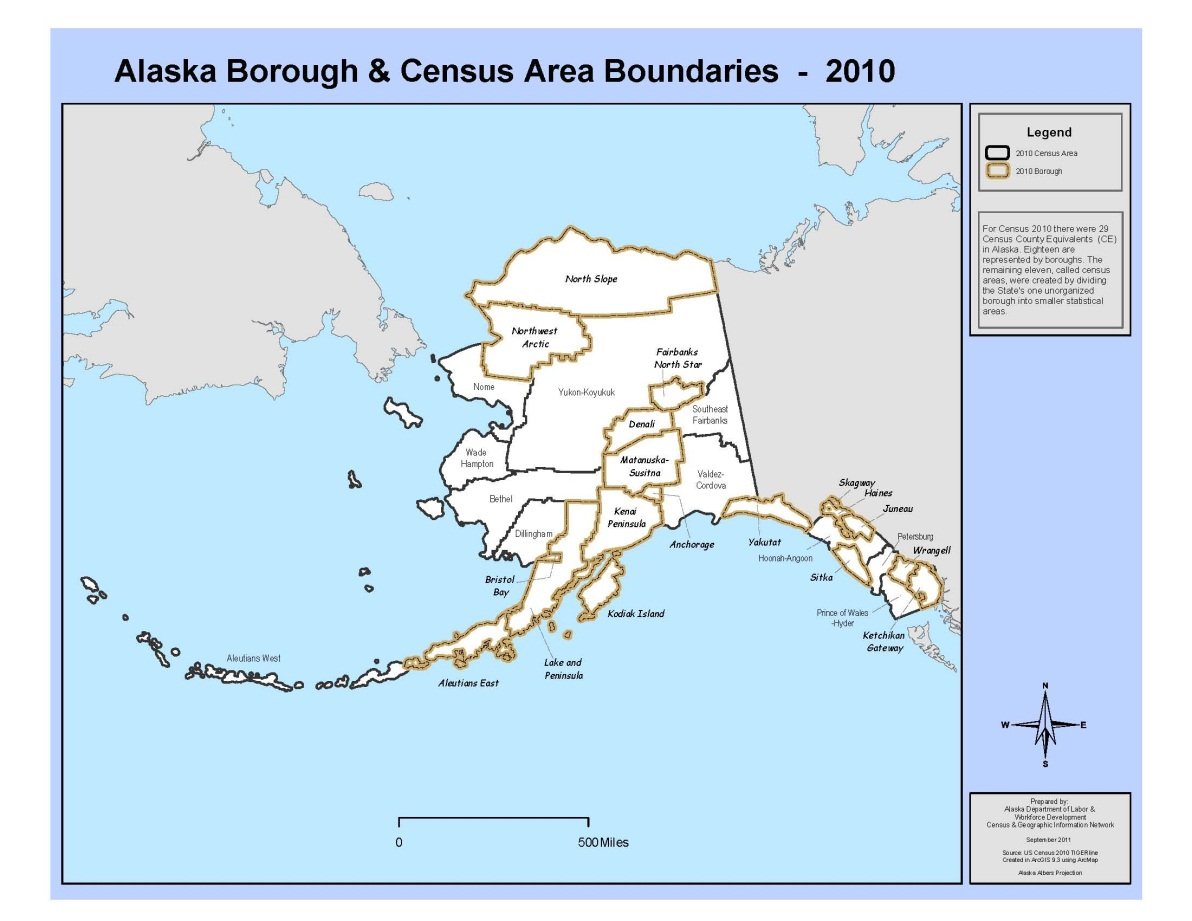 Alaska Borough & Census Area Boundaries - 2010
Legend
2010 Census Area
2010 Borough
For Census 2010 there were 29
Census County Equivalents (CE)
in Alaska. Eighteen are
represented by boroughs. The
remaining eleven, called census
areas, were created by dividing
the State's one unorganized
borough into smaller statistical
areas.
North Slope
Northwest
Arctic
Fairbanks
North Star
Nome
Yukon-Koyukuk
Southeast
Fairbanks
Denali
Wade
Hampton
Matanuska-
Susitna
Valdez-
Cordova
Skagway
Haines
Bethel
Juneau
Kenai
Peninsula
Dillingham
Petersburg
Anchorage
Yakutat
Wrangell
Hoonah-Angoon
Bristol
Bay
Sitka
Kodiak Island
Prince of Wales
-Hyder
Ketchikan
Gateway
Aleutians West
Lake and
Peninsula
Aleutians East
N
W
E
S
0
500 Miles
Prepared by:
Alaska Department of Labor &
Workforce Development
Census & Geographic Information Network
September 2011
Source: US Census 2010 TIGERline
Created in ArcGIS 9.3 using ArcMap
Alaska Albers Projection